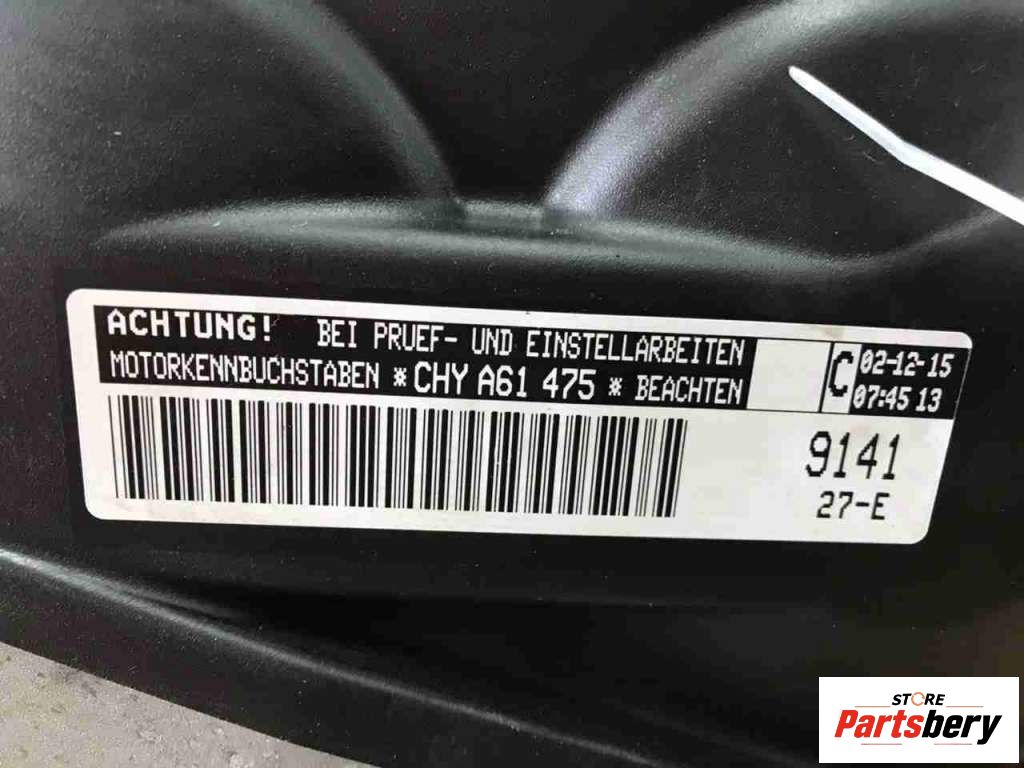 ACHTUNG! BEI PRUEF- UND EINSTELLARBEITEN
MOTORKENNBUCHSTABEN *CHY A61 475* BEACHTEN
C 02-12-15
07:45 13
9141
27-E
STORE
Partsbery